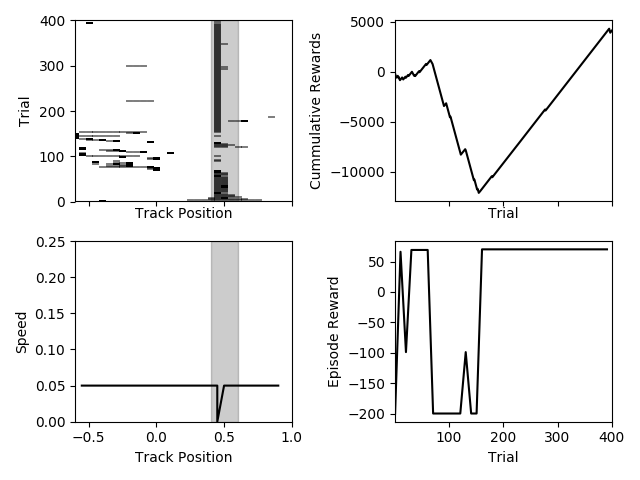 400
300
200
100
0
Trial
Track Position
5000
0
−5000
−10000
Cummulative Rewards
Trial
0.25
0.20
0.15
0.10
0.05
0.00
Speed
−0.5 0.0 0.5 1.0
Track Position
50
0
−50
−100
−150
−200
Episode Reward
100 200 300 400
Trial